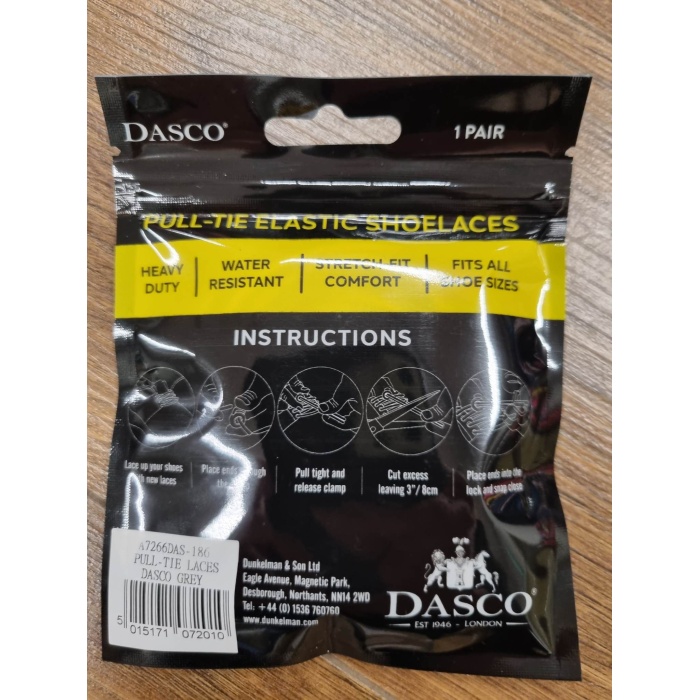 DASCO®
1 PAIR
PULL-TIE ELASTIC SHOELACES
HEAVY DUTY
WATER RESISTANT
STRETCH-FIT COMFORT
FITS ALL SHOE SIZES
INSTRUCTIONS
Lace up your shoes
new laces
Place ends
Pull tight and
release clamp
Cut excess
leaving 3"/8cm
Place ends into the
lock and snap close
A7266DAS-186
PULL-TIE LACES
DASCO GREY
5 015171 072010
Dunkelman & Son Ltd
Eagle Avenue, Magnetic Park,
Desborough, Northants, NN14 2WD
Tel: +44 (0) 1536 760760
www.dunkelman.com
DASCO®
EST 1946 - LONDON